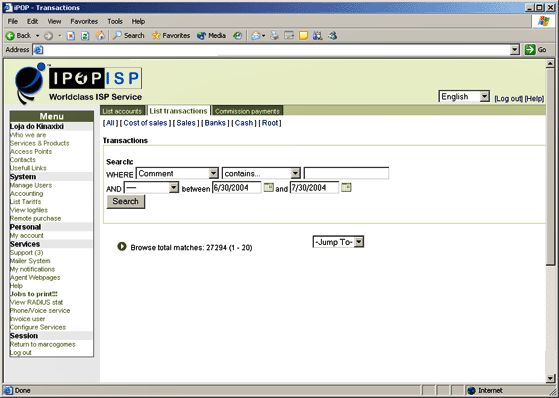 iPOP - Transactions
File Edit View Favorites Tools Help
Back Search Favorites Media
Address Go
IPOP ISP
Worldclass ISP Service
English [Log out] [Help]
Menu
Loja do Kinaxixi
Who we are
Services & Products
Access Points
Contacts
Usefull Links
System
Manage Users
Accounting
List Tariffs
View logfiles
Remote purchase
Personal
My account
Services
Support (3)
Mailer System
My notifications
Agent Webpages
Help
Jobs to print!!!
View RADIUS stat
Phone/Voice service
Invoice user
Configure Services
Session
Return to marcogomes
Log out
List accounts List transactions Commission payments
[ All ] [ Cost of sales ] [ Sales ] [ Banks ] [ Cash ] [ Root ]
Transactions
Search:
WHERE Comment contains...
AND ---- between 6/30/2004 and 7/30/2004
Search
Browse total matches: 27294 (1 - 20) -Jump To-
Done Internet